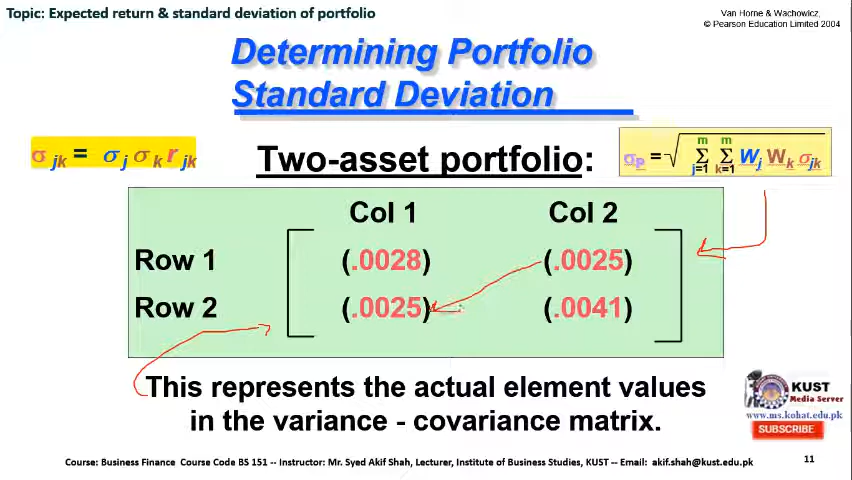 Topic: Expected return & standard deviation of portfolio
Van Horne & Wachowicz,
© Pearson Education Limited 2004
Determining Portfolio
Standard Deviation
σ jk = σj σk r jk
Two-asset portfolio:
σP = √ m Σ j=1 m Σ k=1 Wj Wk σjk
Col 1 Col 2
Row 1 (.0028) (.0025)
Row 2 (.0025) (.0041)
This represents the actual element values
in the variance - covariance matrix.
KUST
Media Server
www.ms.kohat.edu.pk
SUBSCRIBE
Course: Business Finance Course Code BS 151 -- Instructor: Mr. Syed Akif Shah, Lecturer, Institute of Business Studies, KUST -- Email: akif.shah@kust.edu.pk
11